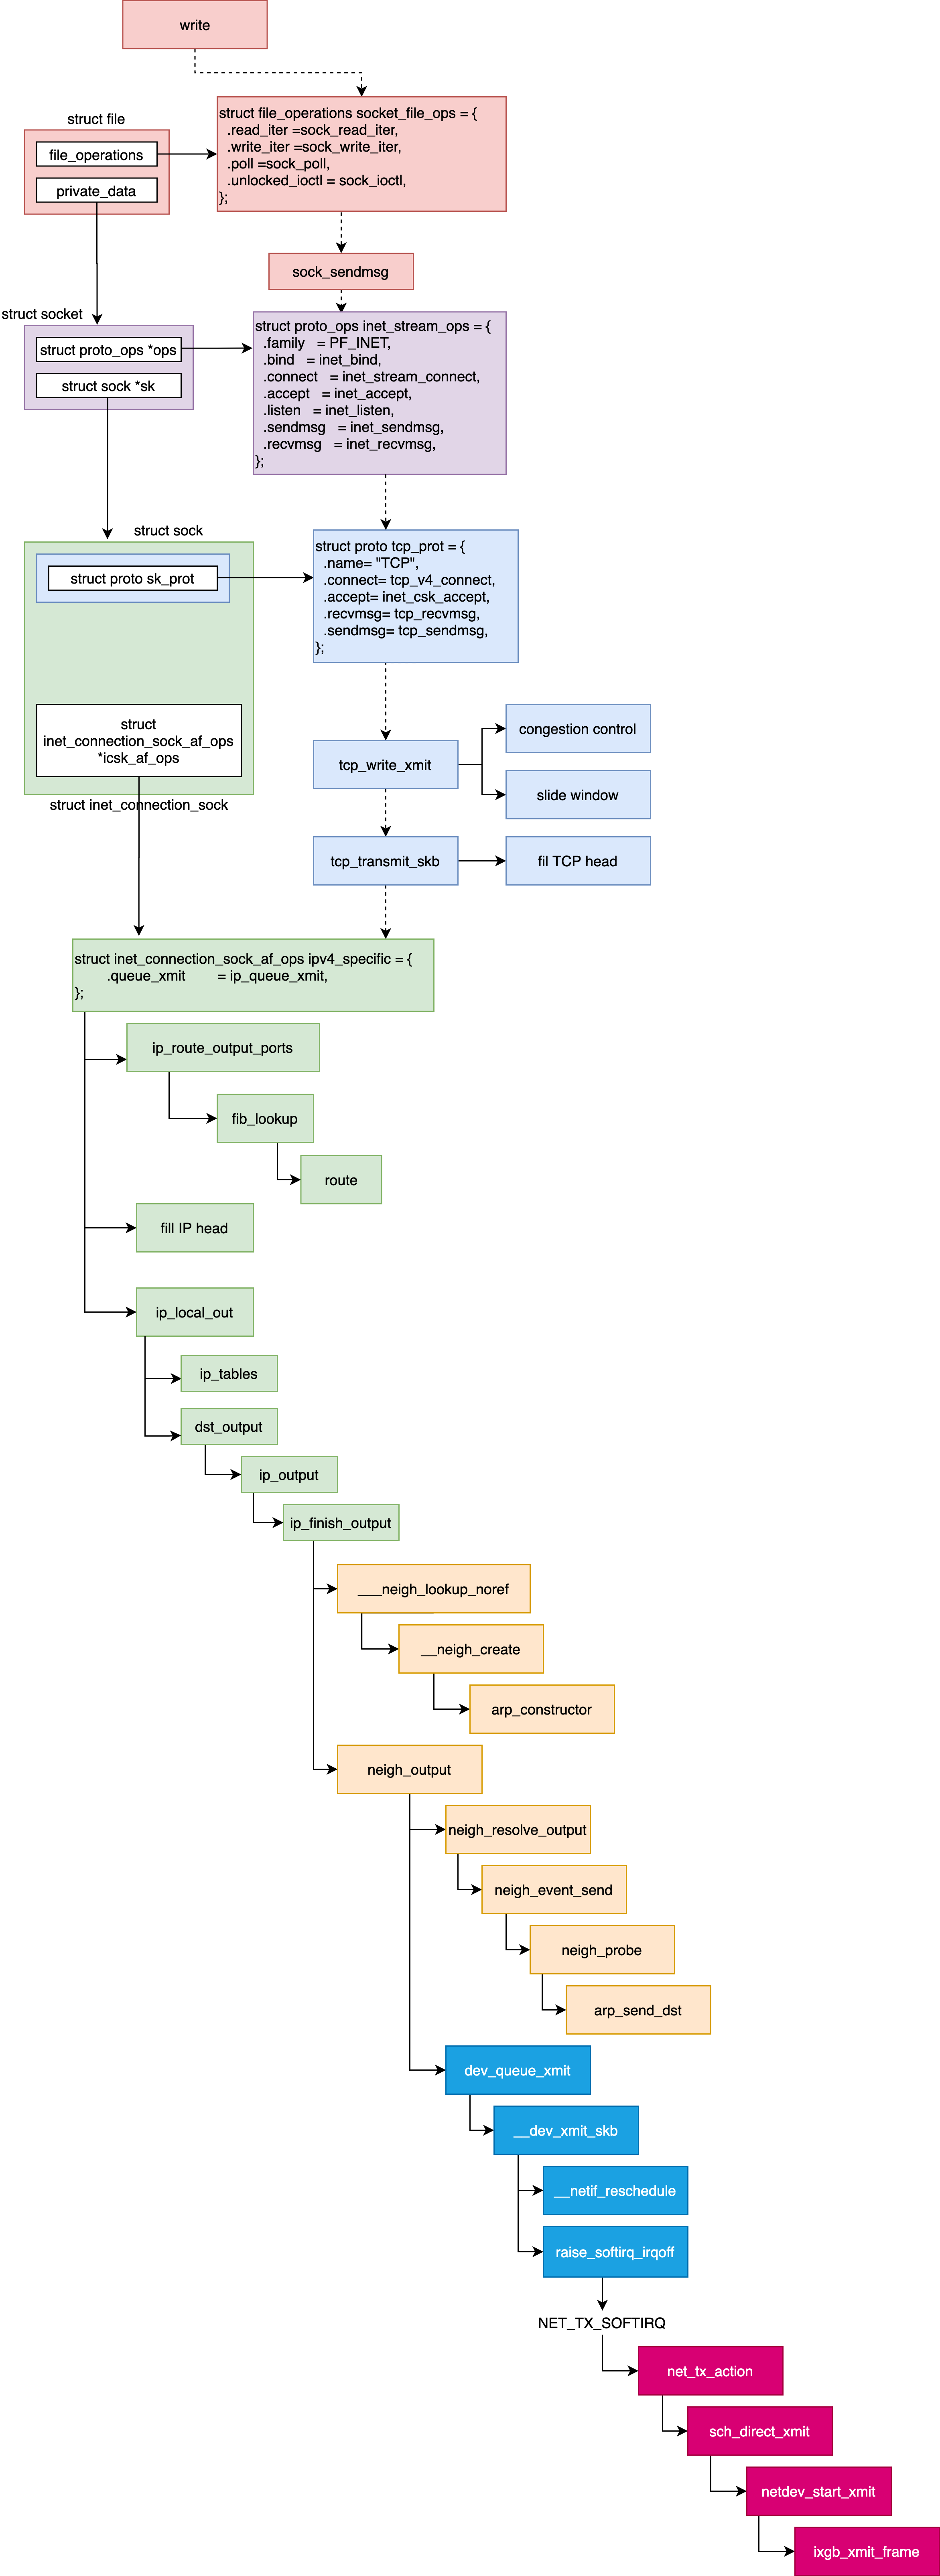 write
struct file
file_operations
private_data
struct file_operations socket_file_ops = {
.read_iter =sock_read_iter,
.write_iter =sock_write_iter,
.poll =sock_poll,
.unlocked_ioctl = sock_ioctl,
};
sock_sendmsg
struct socket
struct proto_ops *ops
struct sock *sk
struct proto_ops inet_stream_ops = {
.family = PF_INET,
.bind = inet_bind,
.connect = inet_stream_connect,
.accept = inet_accept,
.listen = inet_listen,
.sendmsg = inet_sendmsg,
.recvmsg = inet_recvmsg,
};
struct sock
struct proto sk_prot
struct proto tcp_prot = {
.name= "TCP",
.connect= tcp_v4_connect,
.accept= inet_csk_accept,
.recvmsg= tcp_recvmsg,
.sendmsg= tcp_sendmsg,
};
struct
inet_connection_sock_af_ops
*icsk_af_ops
struct inet_connection_sock
tcp_write_xmit
congestion control
slide window
tcp_transmit_skb
fil TCP head
struct inet_connection_sock_af_ops ipv4_specific = {
.queue_xmit = ip_queue_xmit,
};
ip_route_output_ports
fib_lookup
route
fill IP head
ip_local_out
ip_tables
dst_output
ip_output
ip_finish_output
___neigh_lookup_noref
__neigh_create
arp_constructor
neigh_output
neigh_resolve_output
neigh_event_send
neigh_probe
arp_send_dst
dev_queue_xmit
__dev_xmit_skb
__netif_reschedule
raise_softirq_irqoff
NET_TX_SOFTIRQ
net_tx_action
sch_direct_xmit
netdev_start_xmit
ixgb_xmit_frame